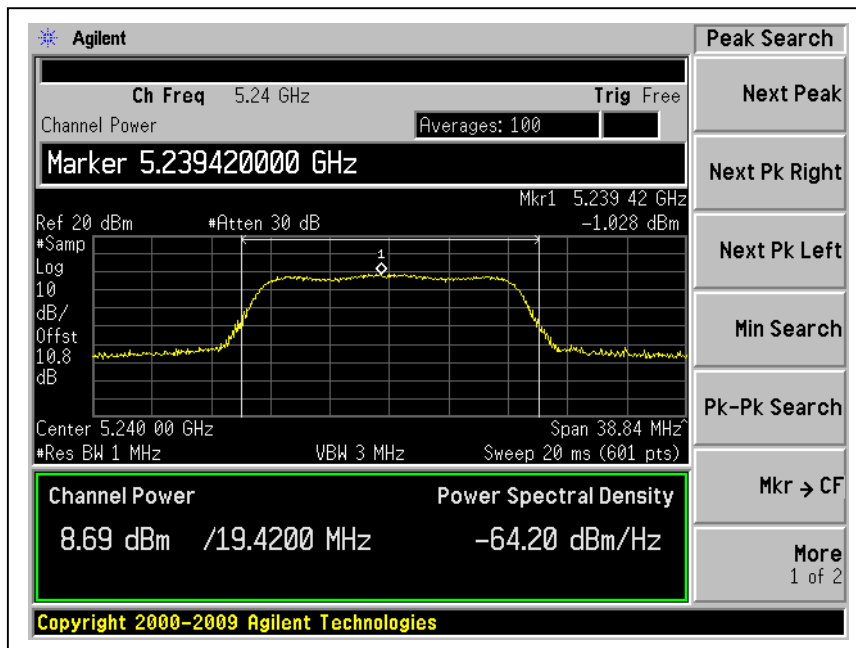 Agilent
Peak Search
Ch Freq 5.24 GHz Trig Free
Channel Power Averages: 100
Marker 5.239420000 GHz
Mkr1 5.239 42 GHz
Ref 20 dBm #Atten 30 dB -1.028 dBm
#Samp
Log
10
dB/
Offst
10.8
dB
1
Center 5.240 00 GHz Span 38.84 MHz^
#Res BW 1 MHz VBW 3 MHz Sweep 20 ms (601 pts)
Channel Power Power Spectral Density
8.69 dBm /19.4200 MHz -64.20 dBm/Hz
Next Peak
Next Pk Right
Next Pk Left
Min Search
Pk-Pk Search
Mkr → CF
More
1 of 2
Copyright 2000-2009 Agilent Technologies